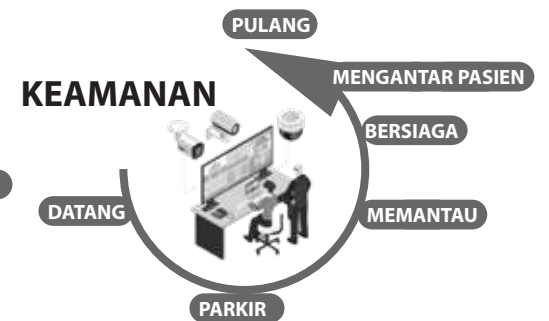 PULANG
MENGANTAR PASIEN
KEAMANAN
BERSIAGA
DATANG
MEMANTAU
PARKIR